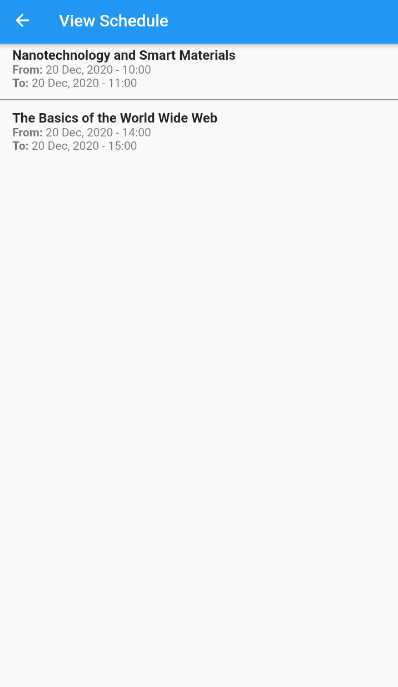 View Schedule
Nanotechnology and Smart Materials
From: 20 Dec, 2020 - 10:00
To: 20 Dec, 2020 - 11:00
The Basics of the World Wide Web
From: 20 Dec, 2020 - 14:00
To: 20 Dec, 2020 - 15:00